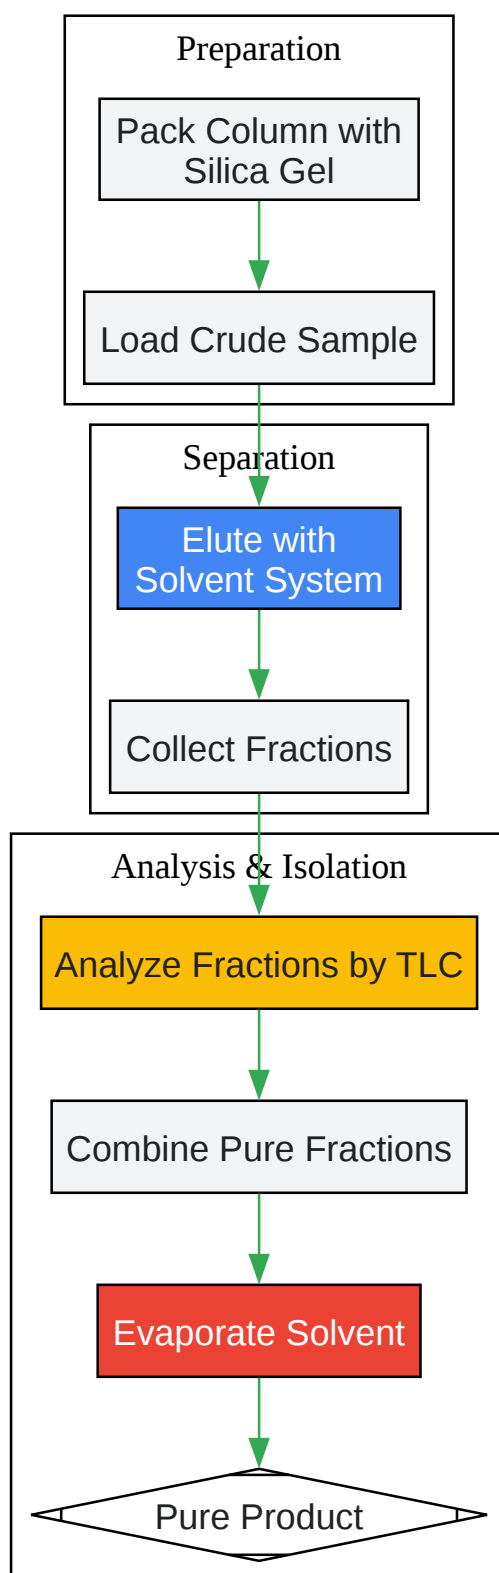 Preparation
Pack Column with
Silica Gel
Load Crude Sample
Separation
Elute with
Solvent System
Collect Fractions
Analysis & Isolation
Analyze Fractions by TLC
Combine Pure Fractions
Evaporate Solvent
Pure Product